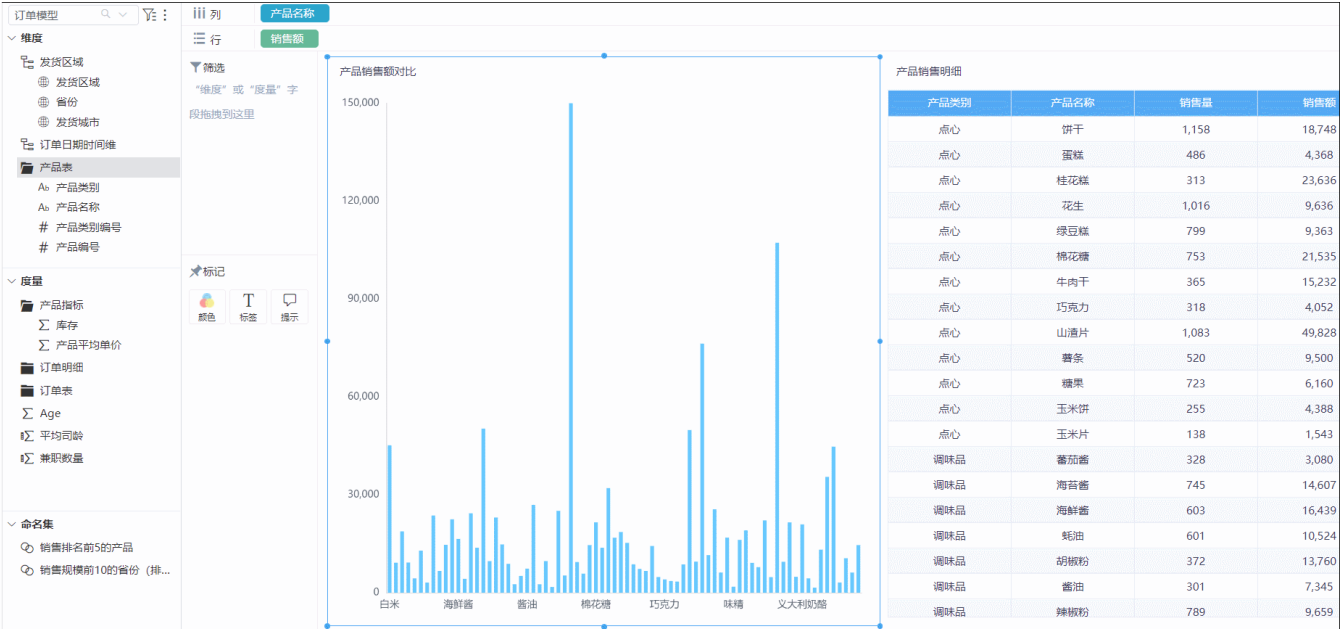 订单模型
维度
发货区域
发货区域
省份
发货城市
订单日期时间维
产品表
Ab 产品类别
Ab 产品名称
# 产品类别编号
# 产品编号
度量
产品指标
库存
产品平均单价
订单明细
订单表
Age
平均司龄
兼职数量
命名集
销售排名前5的产品
销售规模前10的省份（排...
列 产品名称
行 销售额
筛选
“维度” 或 “度量” 字
段拖拽到这里
标记
颜色 T 标签 提示
产品销售额对比
150,000
120,000
90,000
60,000
30,000
0
白米 海鲜酱 酱油 棉花糖 巧克力 味精 义大利奶酪
产品销售明细
产品类别 产品名称 销售量 销售额
点心 饼干 1,158 18,748
点心 蛋糕 486 4,368
点心 桂花糕 313 23,636
点心 花生 1,016 9,636
点心 绿豆糕 799 9,363
点心 棉花糖 753 21,535
点心 牛肉干 365 15,232
点心 巧克力 318 4,052
点心 山渣片 1,083 49,828
点心 薯条 520 9,500
点心 糖果 723 6,160
点心 玉米饼 255 4,388
点心 玉米片 138 1,543
调味品 蕃茄酱 328 3,080
调味品 海苔酱 745 14,607
调味品 海鲜酱 603 16,439
调味品 蚝油 601 10,524
调味品 胡椒粉 372 13,760
调味品 酱油 301 7,345
调味品 辣椒粉 789 9,659